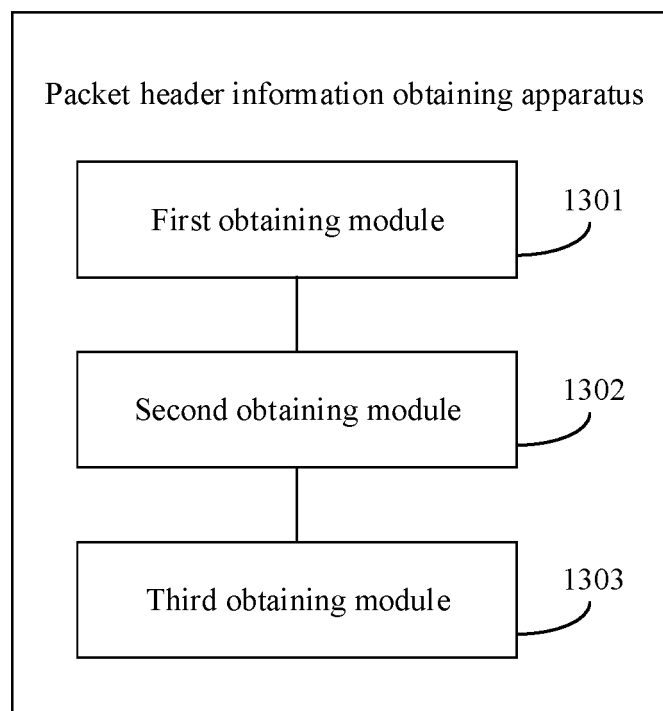 Packet header information obtaining apparatus
First obtaining module
1301
Second obtaining module
1302
Third obtaining module
1303